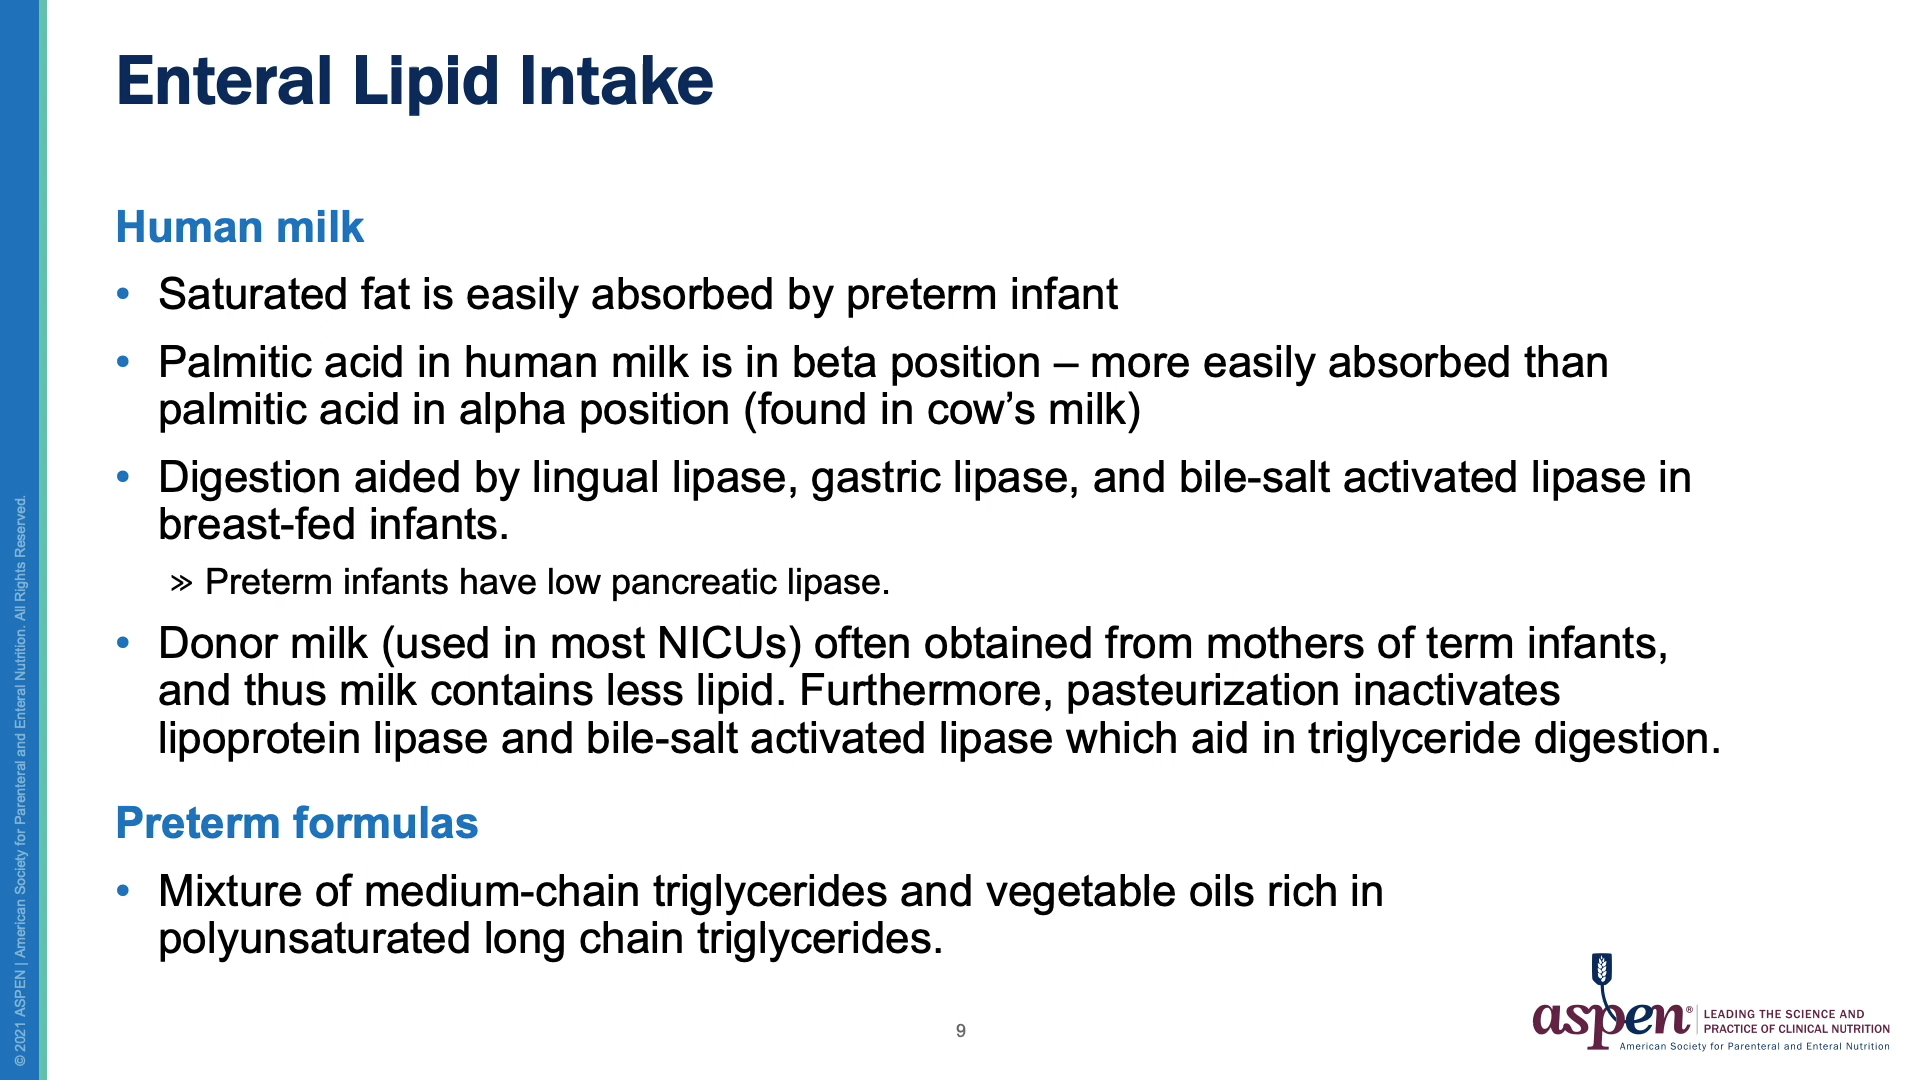 Enteral Lipid Intake
Human milk
• Saturated fat is easily absorbed by preterm infant
• Palmitic acid in human milk is in beta position – more easily absorbed than
palmitic acid in alpha position (found in cow’s milk)
• Digestion aided by lingual lipase, gastric lipase, and bile-salt activated lipase in
breast-fed infants.
» Preterm infants have low pancreatic lipase.
• Donor milk (used in most NICUs) often obtained from mothers of term infants,
and thus milk contains less lipid. Furthermore, pasteurization inactivates
lipoprotein lipase and bile-salt activated lipase which aid in triglyceride digestion.
Preterm formulas
• Mixture of medium-chain triglycerides and vegetable oils rich in
polyunsaturated long chain triglycerides.
9
aspen®
LEADING THE SCIENCE AND
PRACTICE OF CLINICAL NUTRITION
American Society for Parenteral and Enteral Nutrition
© 2021 ASPEN | American Society for Parenteral and Enteral Nutrition. All Rights Reserved.